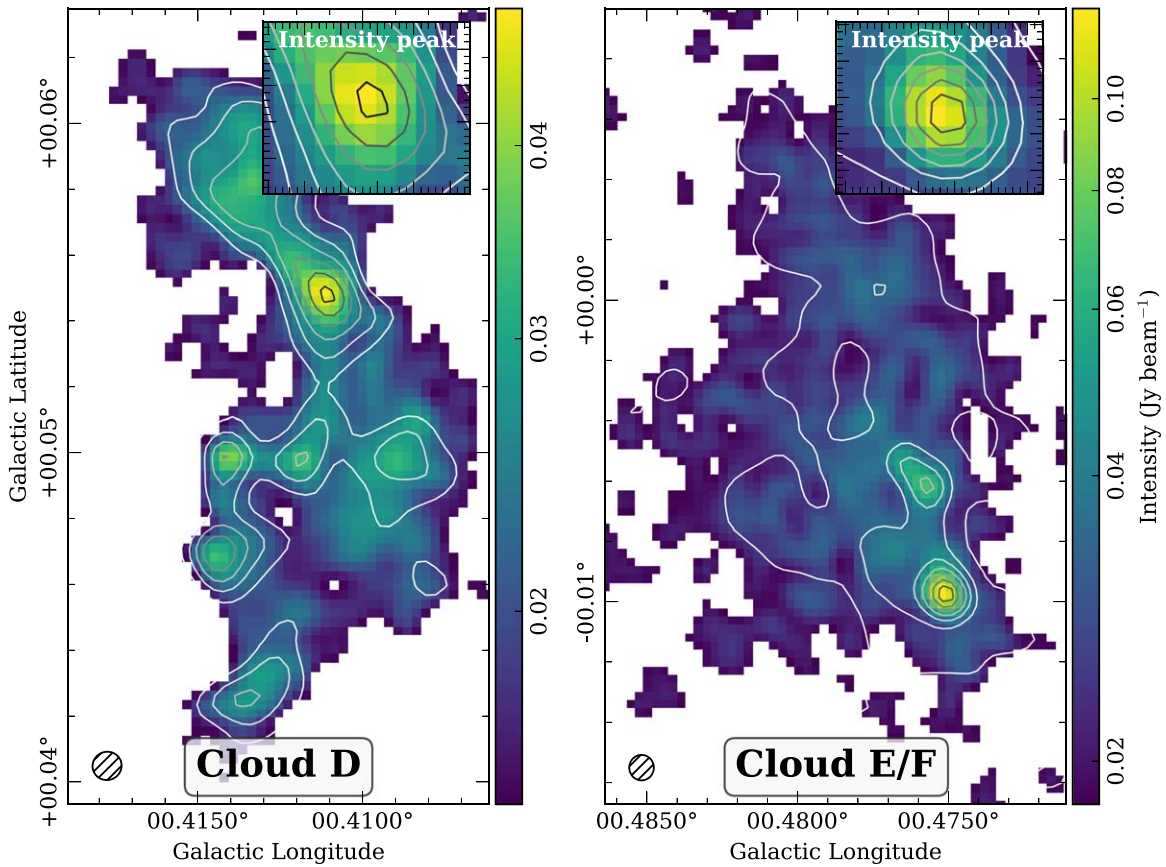 Intensity peak
Intensity peak
+00.06°
+00.05°
+00.04°
Galactic Latitude
00.4150°
00.4100°
Galactic Longitude
Cloud D
0.04
0.03
0.02
+00.00°
-00.01°
00.4850°
00.4800°
00.4750°
Galactic Longitude
Cloud E/F
0.10
0.08
0.06
0.04
0.02
Intensity (Jy beam⁻¹)